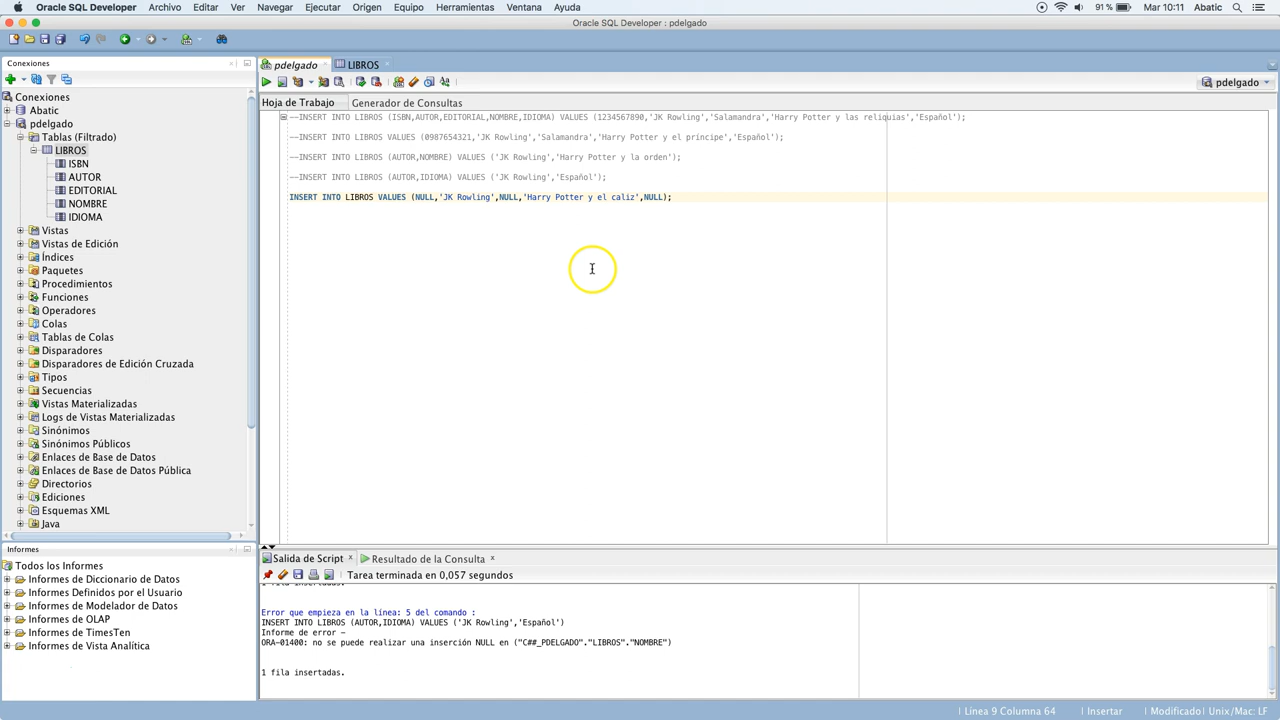 Oracle SQL Developer Archivo Editar Ver Navegar Ejecutar Origen Equipo Herramientas Ventana Ayuda 91 % Mar 10:11 Abatic
Oracle SQL Developer : pdelgado
Conexiones
Conexiones
Abatic
pdelgado
Tablas (Filtrado)
LIBROS
ISBN
AUTOR
EDITORIAL
NOMBRE
IDIOMA
Vistas
Vistas de Edición
Índices
Paquetes
Procedimientos
Funciones
Operadores
Colas
Tablas de Colas
Disparadores
Disparadores de Edición Cruzada
Tipos
Secuencias
Vistas Materializadas
Logs de Vistas Materializadas
Sinónimos
Sinónimos Públicos
Enlaces de Base de Datos
Enlaces de Base de Datos Pública
Directorios
Ediciones
Esquemas XML
Java
Informes
Todos los Informes
Informes de Diccionario de Datos
Informes Definidos por el Usuario
Informes de Modelador de Datos
Informes de OLAP
Informes de TimesTen
Informes de Vista Analítica
pdelgado LIBROS
pdelgado
Hoja de Trabajo Generador de Consultas
--INSERT INTO LIBROS (ISBN,AUTOR,EDITORIAL,NOMBRE,IDIOMA) VALUES (1234567890,'JK Rowling','Salamandra','Harry Potter y las reliquias','Español');
--INSERT INTO LIBROS VALUES (0987654321,'JK Rowling','Salamandra','Harry Potter y el príncipe','Español');
--INSERT INTO LIBROS (AUTOR,NOMBRE) VALUES ('JK Rowling','Harry Potter y la orden');
--INSERT INTO LIBROS (AUTOR,IDIOMA) VALUES ('JK Rowling','Español');
INSERT INTO LIBROS VALUES (NULL,'JK Rowling',NULL,'Harry Potter y el caliz',NULL);
Salida de Script Resultado de la Consulta
Tarea terminada en 0,057 segundos
1 fila insertadas.
Error que empieza en la línea: 5 del comando :
INSERT INTO LIBROS (AUTOR,IDIOMA) VALUES ('JK Rowling','Español')
Informe de error -
ORA-01400: no se puede realizar una inserción NULL en ("C##_PDELGADO"."LIBROS"."NOMBRE")
1 fila insertadas.
Línea 9 Columna 64 Insertar Modificado Unix/Mac: LF